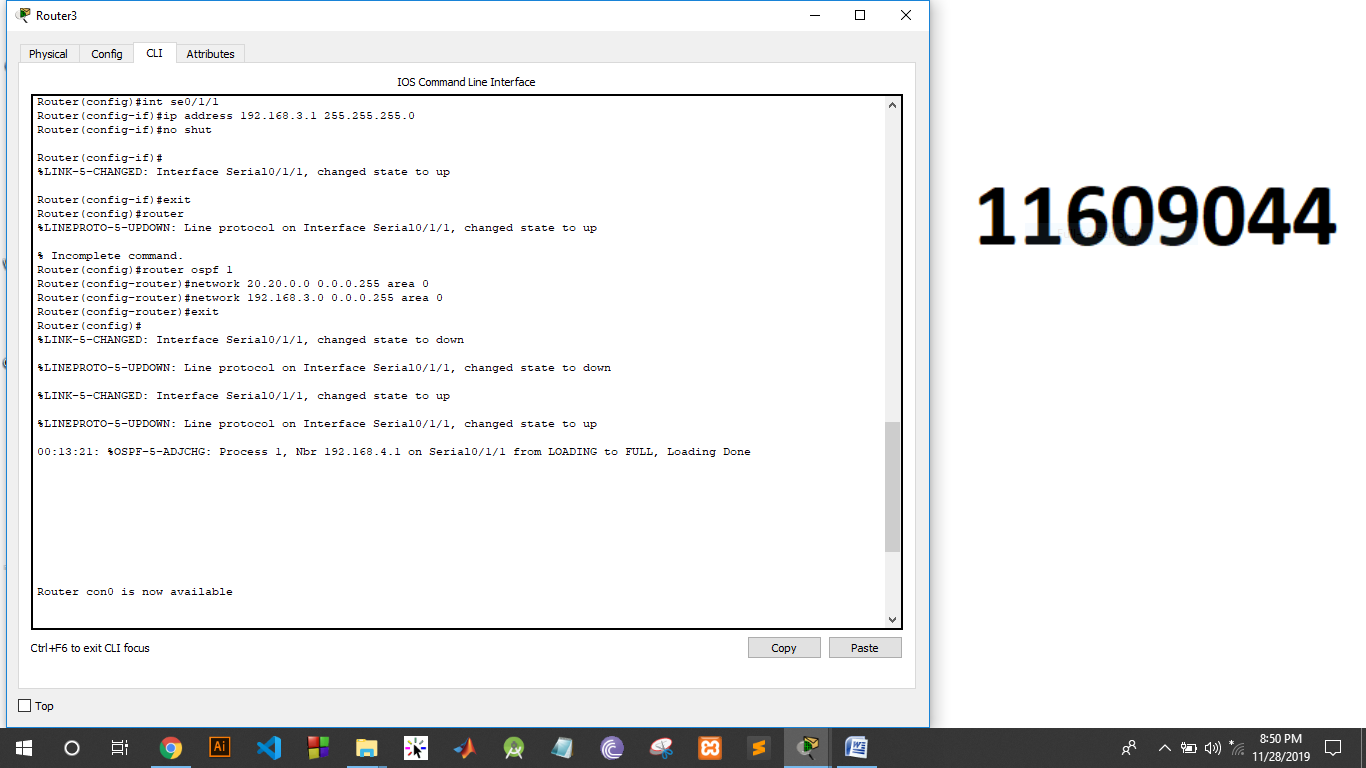 Router3
Physical Config CLI Attributes
IOS Command Line Interface
Router(config)#int se0/1/1
Router(config-if)#ip address 192.168.3.1 255.255.255.0
Router(config-if)#no shut
Router(config-if)#
%LINK-5-CHANGED: Interface Serial0/1/1, changed state to up
Router(config-if)#exit
Router(config)#router
%LINEPROTO-5-UPDOWN: Line protocol on Interface Serial0/1/1, changed state to up
% Incomplete command.
Router(config)#router ospf 1
Router(config-router)#network 20.20.0.0 0.0.0.255 area 0
Router(config-router)#network 192.168.3.0 0.0.0.255 area 0
Router(config-router)#exit
Router(config)#
%LINK-5-CHANGED: Interface Serial0/1/1, changed state to down
%LINEPROTO-5-UPDOWN: Line protocol on Interface Serial0/1/1, changed state to down
%LINK-5-CHANGED: Interface Serial0/1/1, changed state to up
%LINEPROTO-5-UPDOWN: Line protocol on Interface Serial0/1/1, changed state to up
00:13:21: %OSPF-5-ADJCHG: Process 1, Nbr 192.168.4.1 on Serial0/1/1 from LOADING to FULL, Loading Done
Router con0 is now available
Ctrl+F6 to exit CLI focus
Copy Paste
Top
11609044
Ai
8:50 PM
11/28/2019